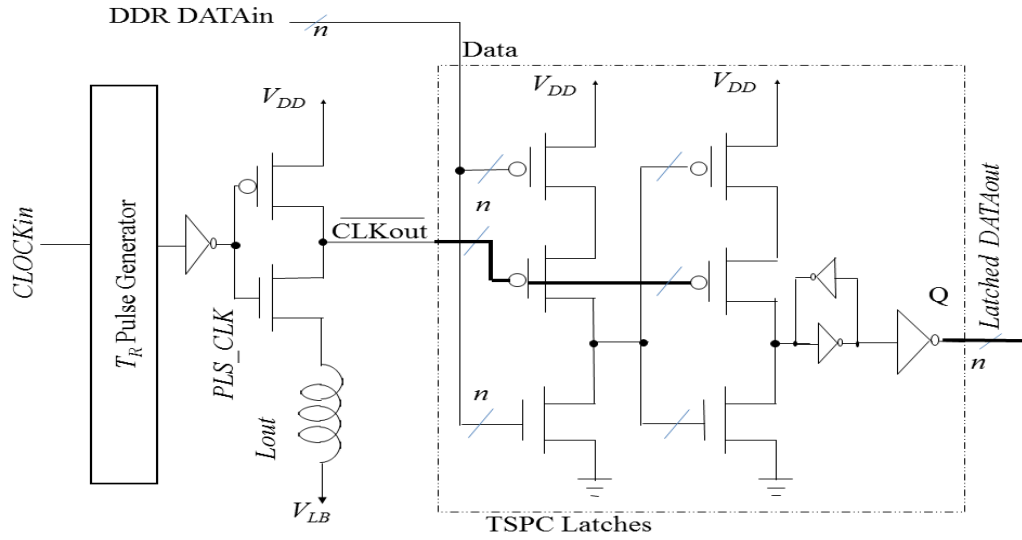 DDR DATAin
n
Data
CLOCKin
T_R Pulse Generator
V_DD
PLS_CLK
Lout
V_LB
CLKout
V_DD
V_DD
n
n
n
Q
Latched DATAout
n
TSPC Latches